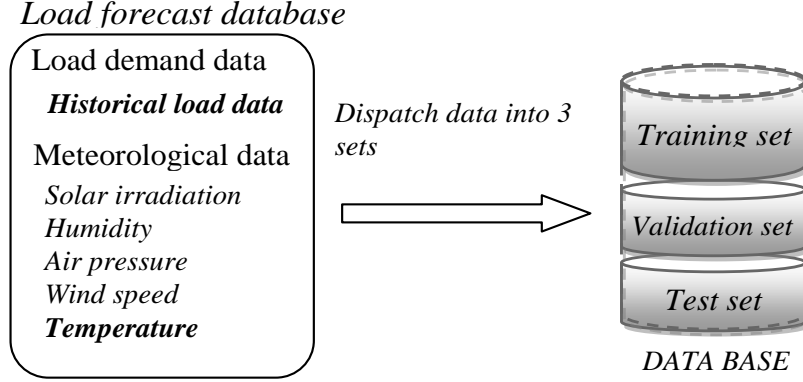 Load forecast database
Load demand data
Historical load data
Meteorological data
Solar irradiation
Humidity
Air pressure
Wind speed
Temperature
Dispatch data into 3
sets
Training set
Validation set
Test set
DATA BASE